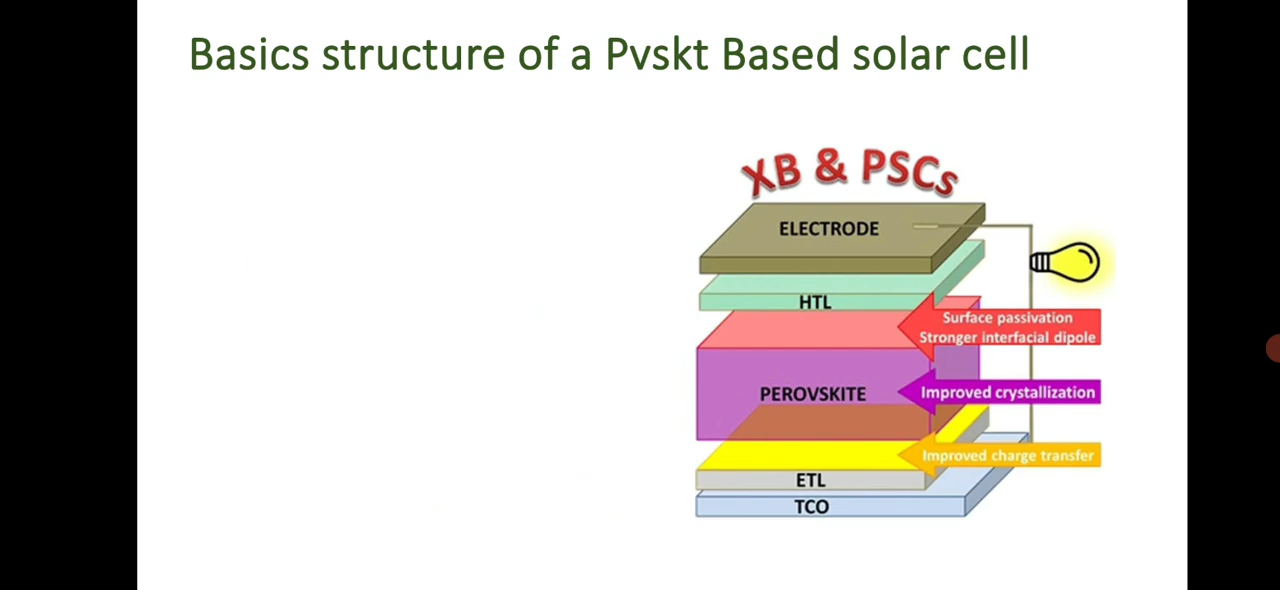 Basics structure of a Pvskt Based solar cell
XB & PSCs
ELECTRODE
HTL
Surface passivation
Stronger interfacial dipole
PEROVSKITE
Improved crystallization
Improved charge transfer
ETL
TCO